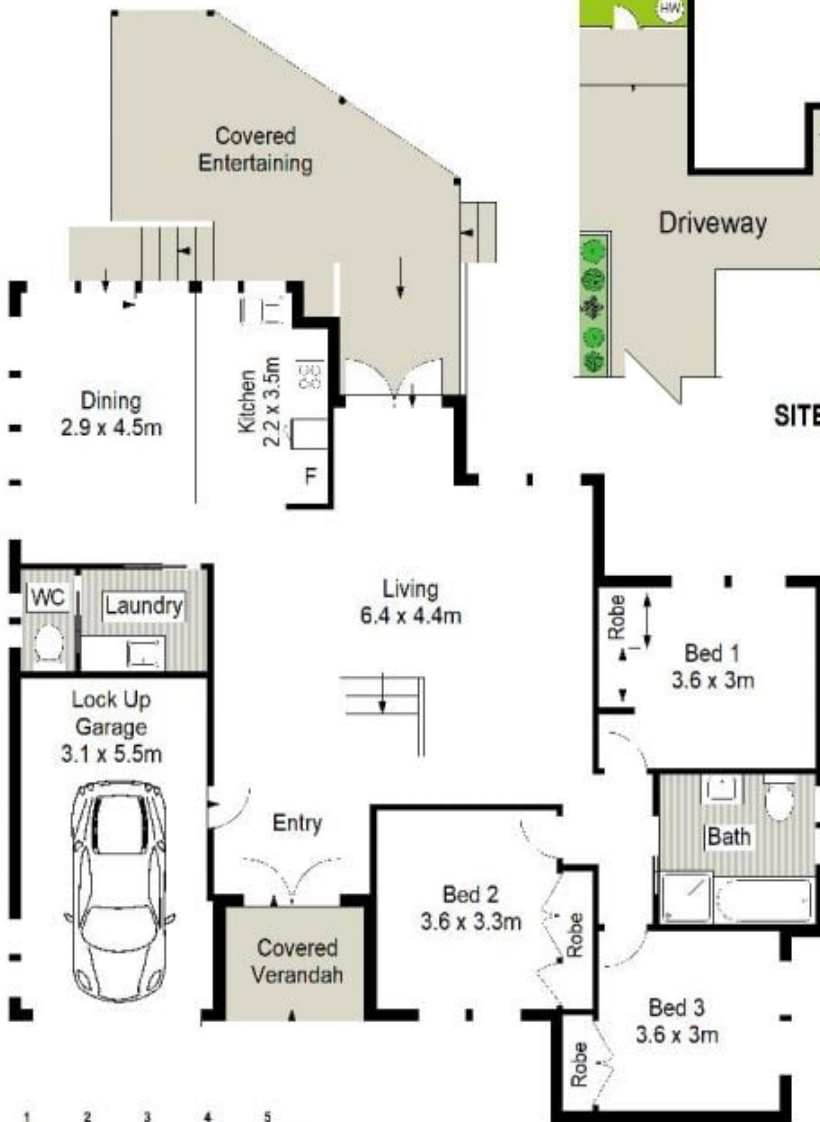 HW
Covered
Entertaining
Driveway
SITE
Dining
2.9 x 4.5m
Kitchen
2.2 x 3.5m
F
Living
6.4 x 4.4m
WC
Laundry
Robe
Bed 1
3.6 x 3m
Lock Up
Garage
3.1 x 5.5m
Entry
Bath
Bed 2
3.6 x 3.3m
Robe
Covered
Verandah
Bed 3
3.6 x 3m
Robe
1 2 3 4 5